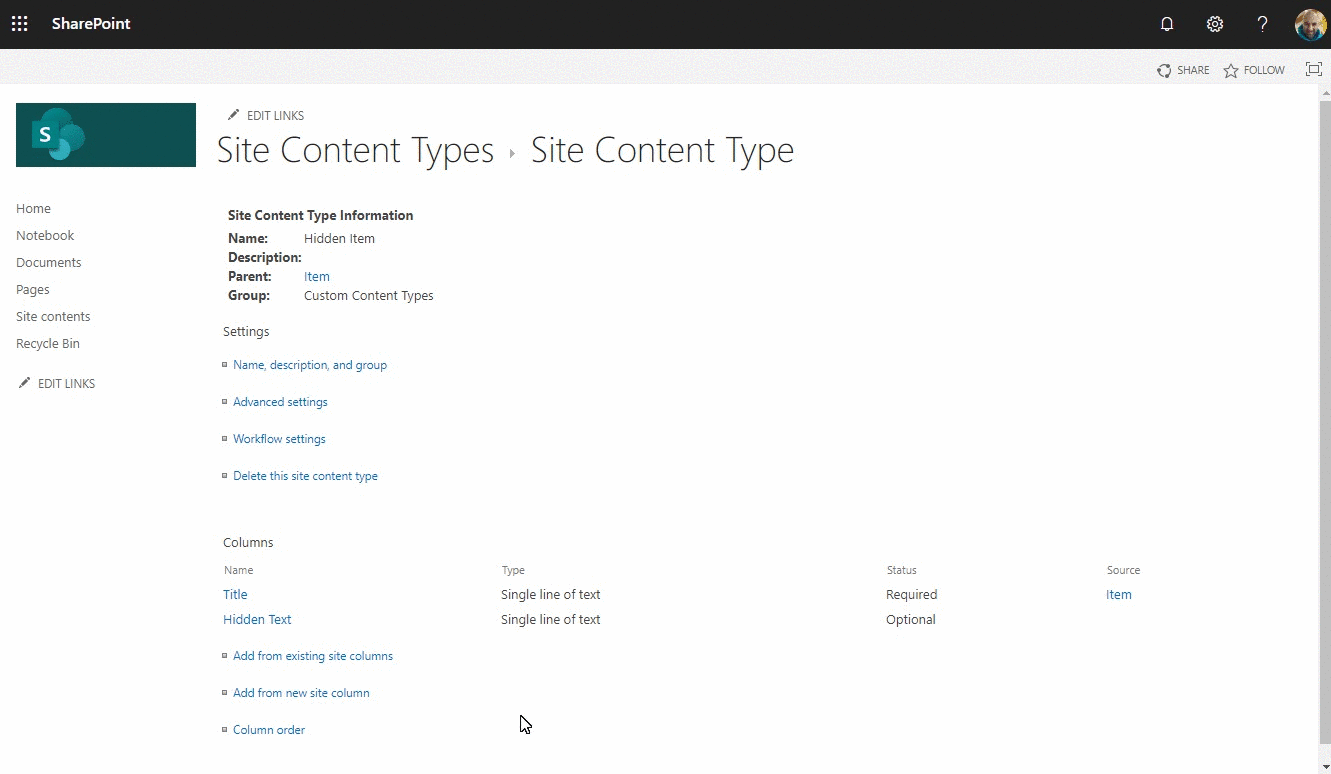 SharePoint
?
SHARE FOLLOW
S
EDIT LINKS
Site Content Types Site Content Type
Home
Notebook
Documents
Pages
Site contents
Recycle Bin
EDIT LINKS
Site Content Type Information
Name: Hidden Item
Description:
Parent: Item
Group: Custom Content Types
Settings
Name, description, and group
Advanced settings
Workflow settings
Delete this site content type
Columns
Name Type Status Source
Title Single line of text Required Item
Hidden Text Single line of text Optional
Add from existing site columns
Add from new site column
Column order